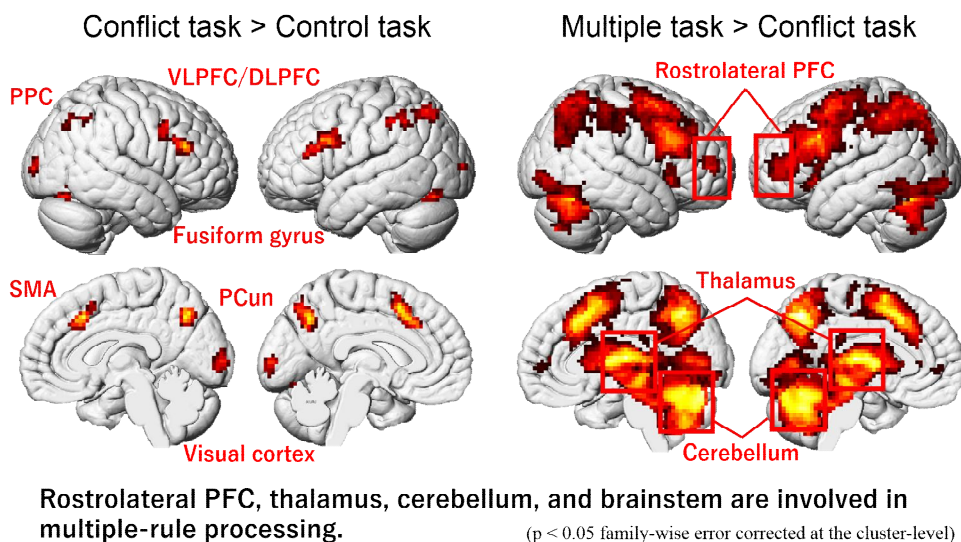 Conflict task > Control task
Multiple task > Conflict task
PPC
VLPFC/DLPFC
Fusiform gyrus
SMA
PCun
Visual cortex
Rostrolateral PFC
Thalamus
Cerebellum
Rostrolateral PFC, thalamus, cerebellum, and brainstem are involved in
multiple-rule processing.
(p < 0.05 family-wise error corrected at the cluster-level)